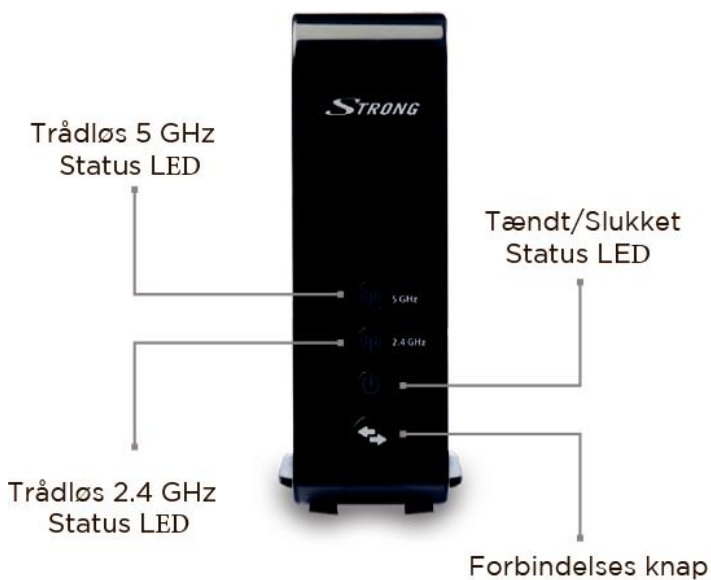 STRONG
Trådløs 5 GHz
Status LED
Tændt/Slukket
Status LED
5 GHz
2.4 GHz
Trådløs 2.4 GHz
Status LED
Forbindelses knap